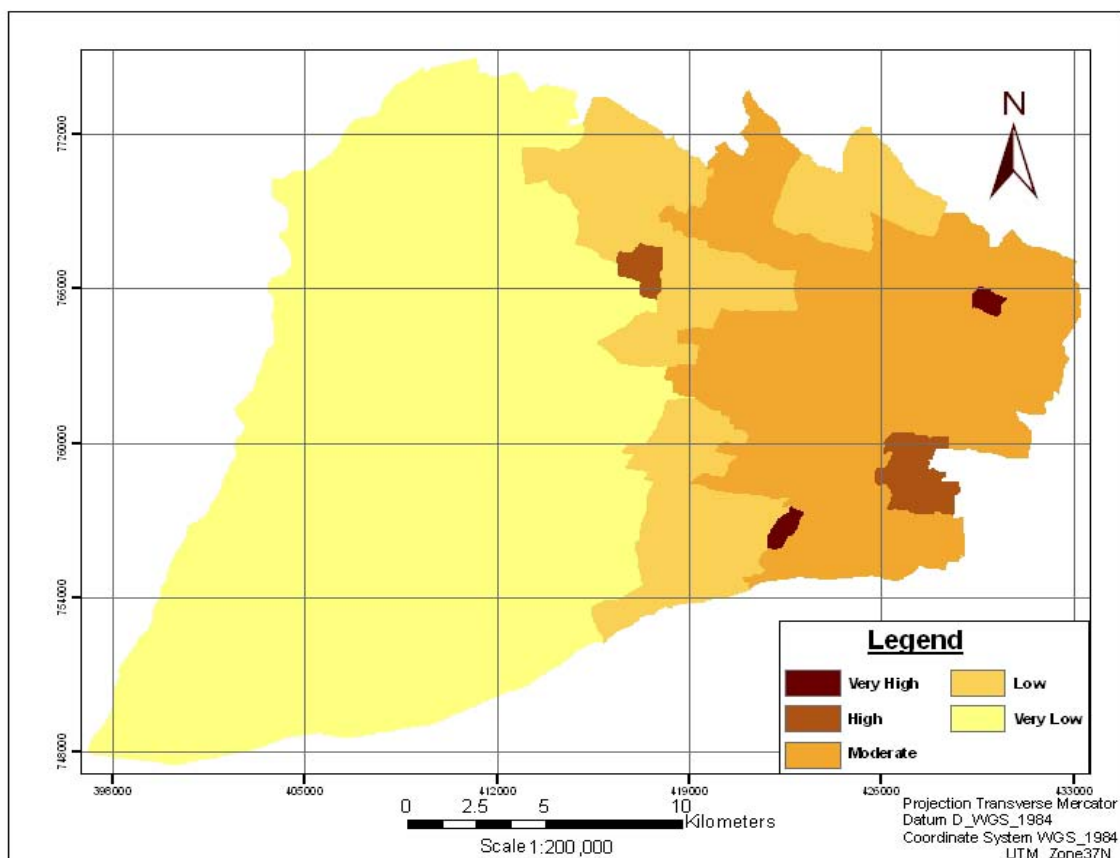 N
772000
766000
760000
754000
748000
398000 405000 412000 419000 426000 433000
Legend
Very High Low
High Very Low
Moderate
0 2.5 5 10
Kilometers
Scale 1:200,000
Projection Transverse Mercator
Datum D_WGS_1984
Coordinate System WGS_1984
UTM_Zone37N